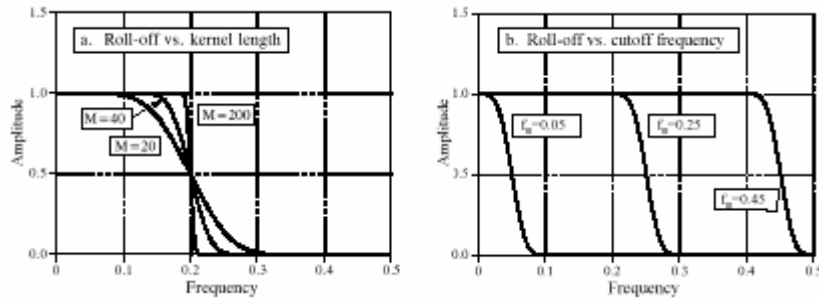 a. Roll-off vs. kernel length
1.5
1.0
0.5
0.0
Amplitude
M=40
M=20
M=200
0
0.1
0.2
0.3
0.4
0.5
Frequency
b. Roll-off vs. cutoff frequency
1.5
1.0
3.5
0.0
Amplitude
0
0.1
0.2
0.3
0.4
0.5
Frequency